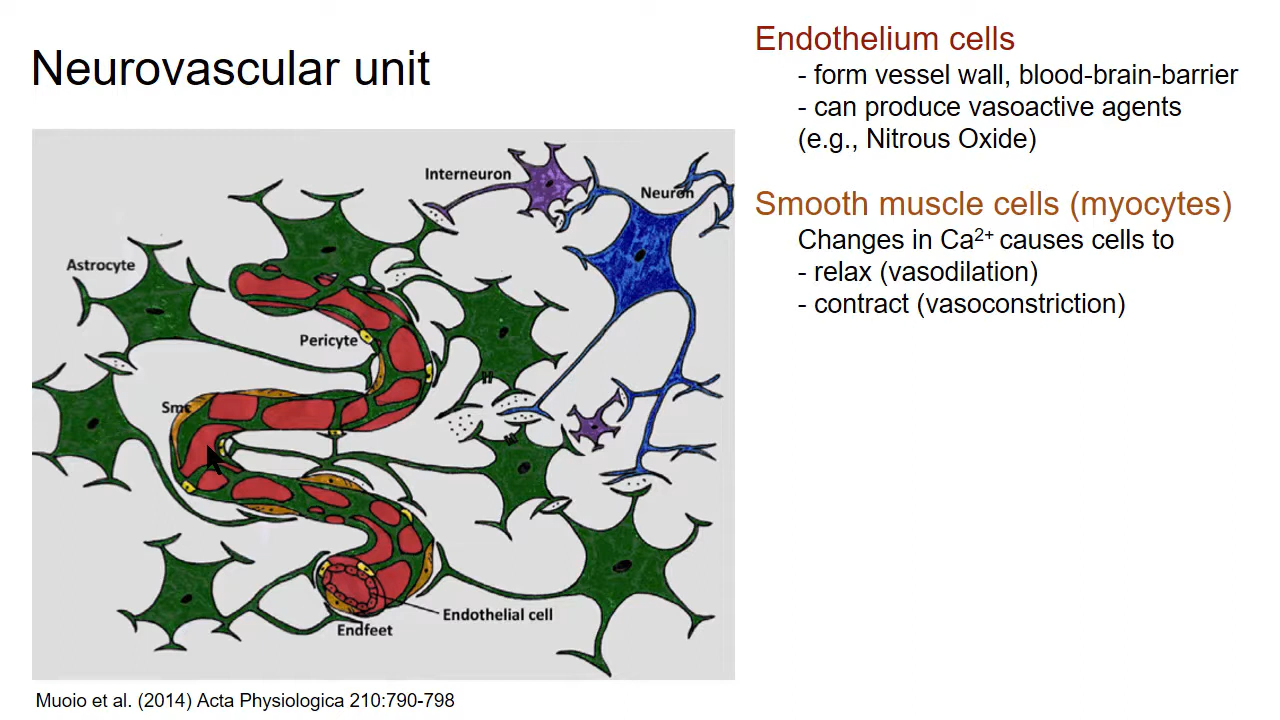 Neurovascular unit
Endothelium cells
- form vessel wall, blood-brain-barrier
- can produce vasoactive agents
(e.g., Nitrous Oxide)
Smooth muscle cells (myocytes)
Changes in Ca²⁺ causes cells to
- relax (vasodilation)
- contract (vasoconstriction)
Interneuron
Neuron
Astrocyte
Pericyte
Smc
Endothelial cell
Endfeet
Muoio et al. (2014) Acta Physiologica 210:790-798